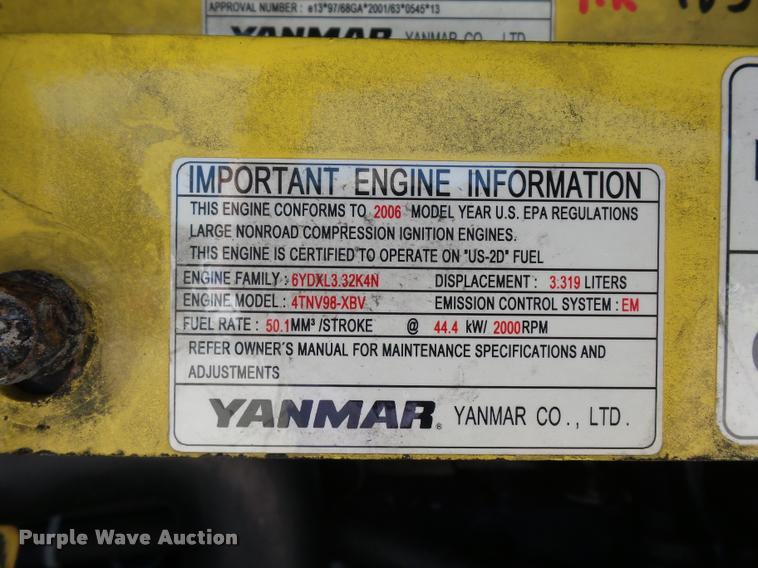 APPROVAL NUMBER : e13*97/68GA*2001/63*0545*13
YANMAR YANMAR CO., LTD.
IMPORTANT ENGINE INFORMATION
THIS ENGINE CONFORMS TO 2006 MODEL YEAR U.S. EPA REGULATIONS
LARGE NONROAD COMPRESSION IGNITION ENGINES.
THIS ENGINE IS CERTIFIED TO OPERATE ON "US-2D" FUEL
ENGINE FAMILY : 6YDXL3.32K4N DISPLACEMENT : 3.319 LITERS
ENGINE MODEL : 4TNV98-XBV EMISSION CONTROL SYSTEM : EM
FUEL RATE : 50.1MM³ /STROKE @ 44.4 kW/ 2000RPM
REFER OWNER'S MANUAL FOR MAINTENANCE SPECIFICATIONS AND
ADJUSTMENTS
YANMAR® YANMAR CO., LTD.
Purple Wave Auction